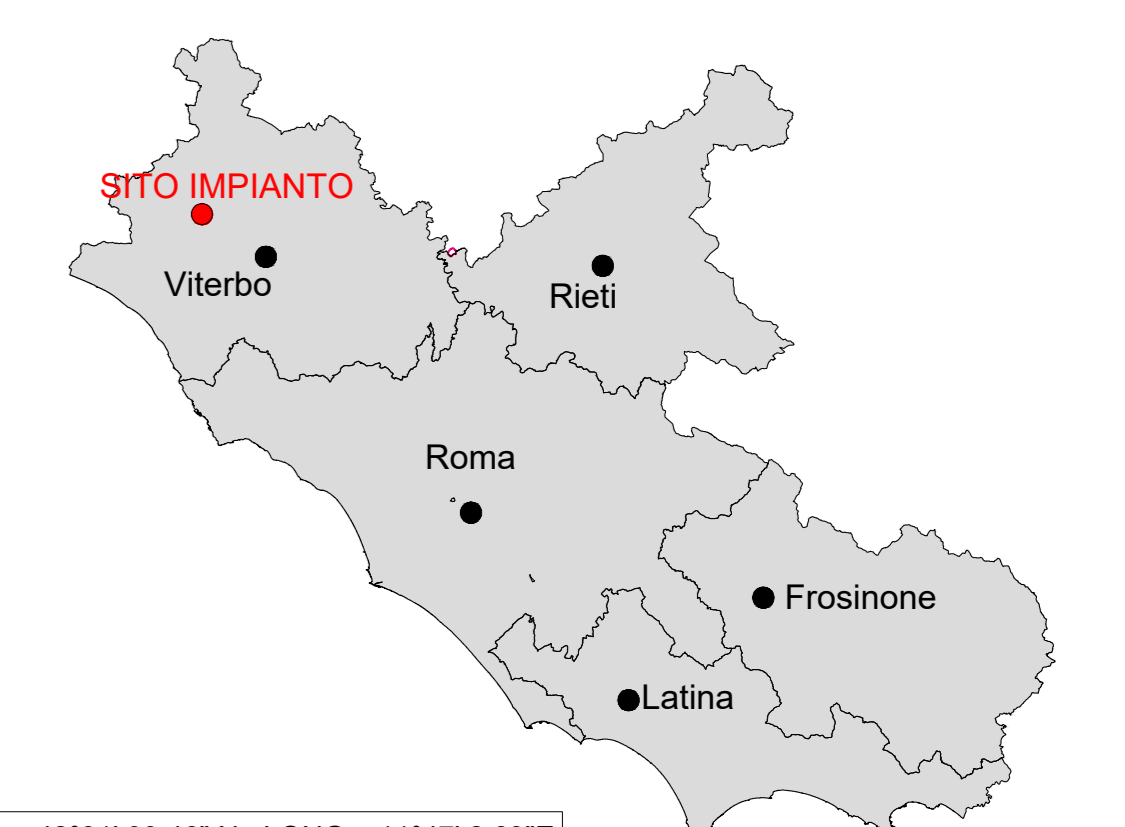 SITO IMPIANTO
Viterbo
Rieti
Roma
Frosinone
Latina